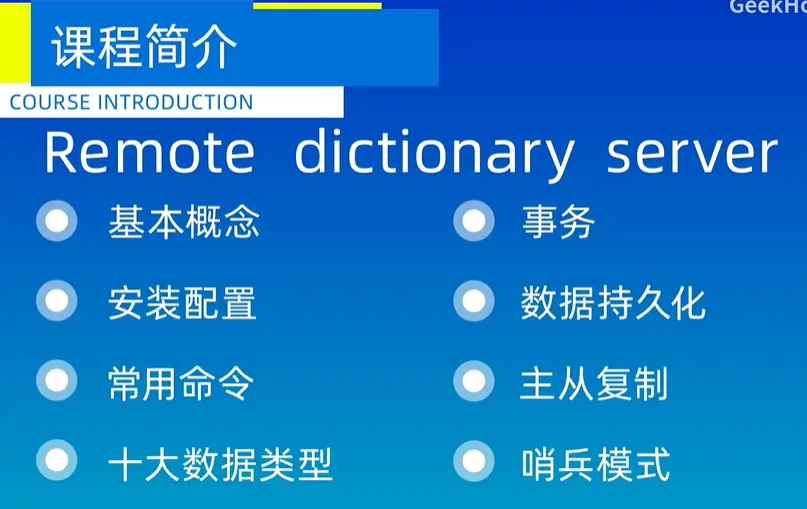 课程简介
COURSE INTRODUCTION
Remote dictionary server
基本概念
安装配置
常用命令
十大数据类型
事务
数据持久化
主从复制
哨兵模式